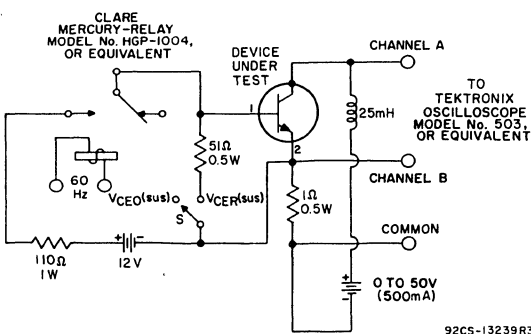 CLARE
MERCURY-RELAY
MODEL No. HGP-1004,
OR EQUIVALENT
DEVICE
UNDER
TEST
CHANNEL A
1
2
25mH
TO
TEKTRONIX
OSCILLOSCOPE
MODEL No. 503,
OR EQUIVALENT
51Ω
0.5W
CHANNEL B
60
Hz
VCEO(sus)
VCER(sus)
S
1Ω
0.5W
COMMON
110Ω
1W
+ -
12V
+
-
0 TO 50V
(500mA)
92CS-13239R3